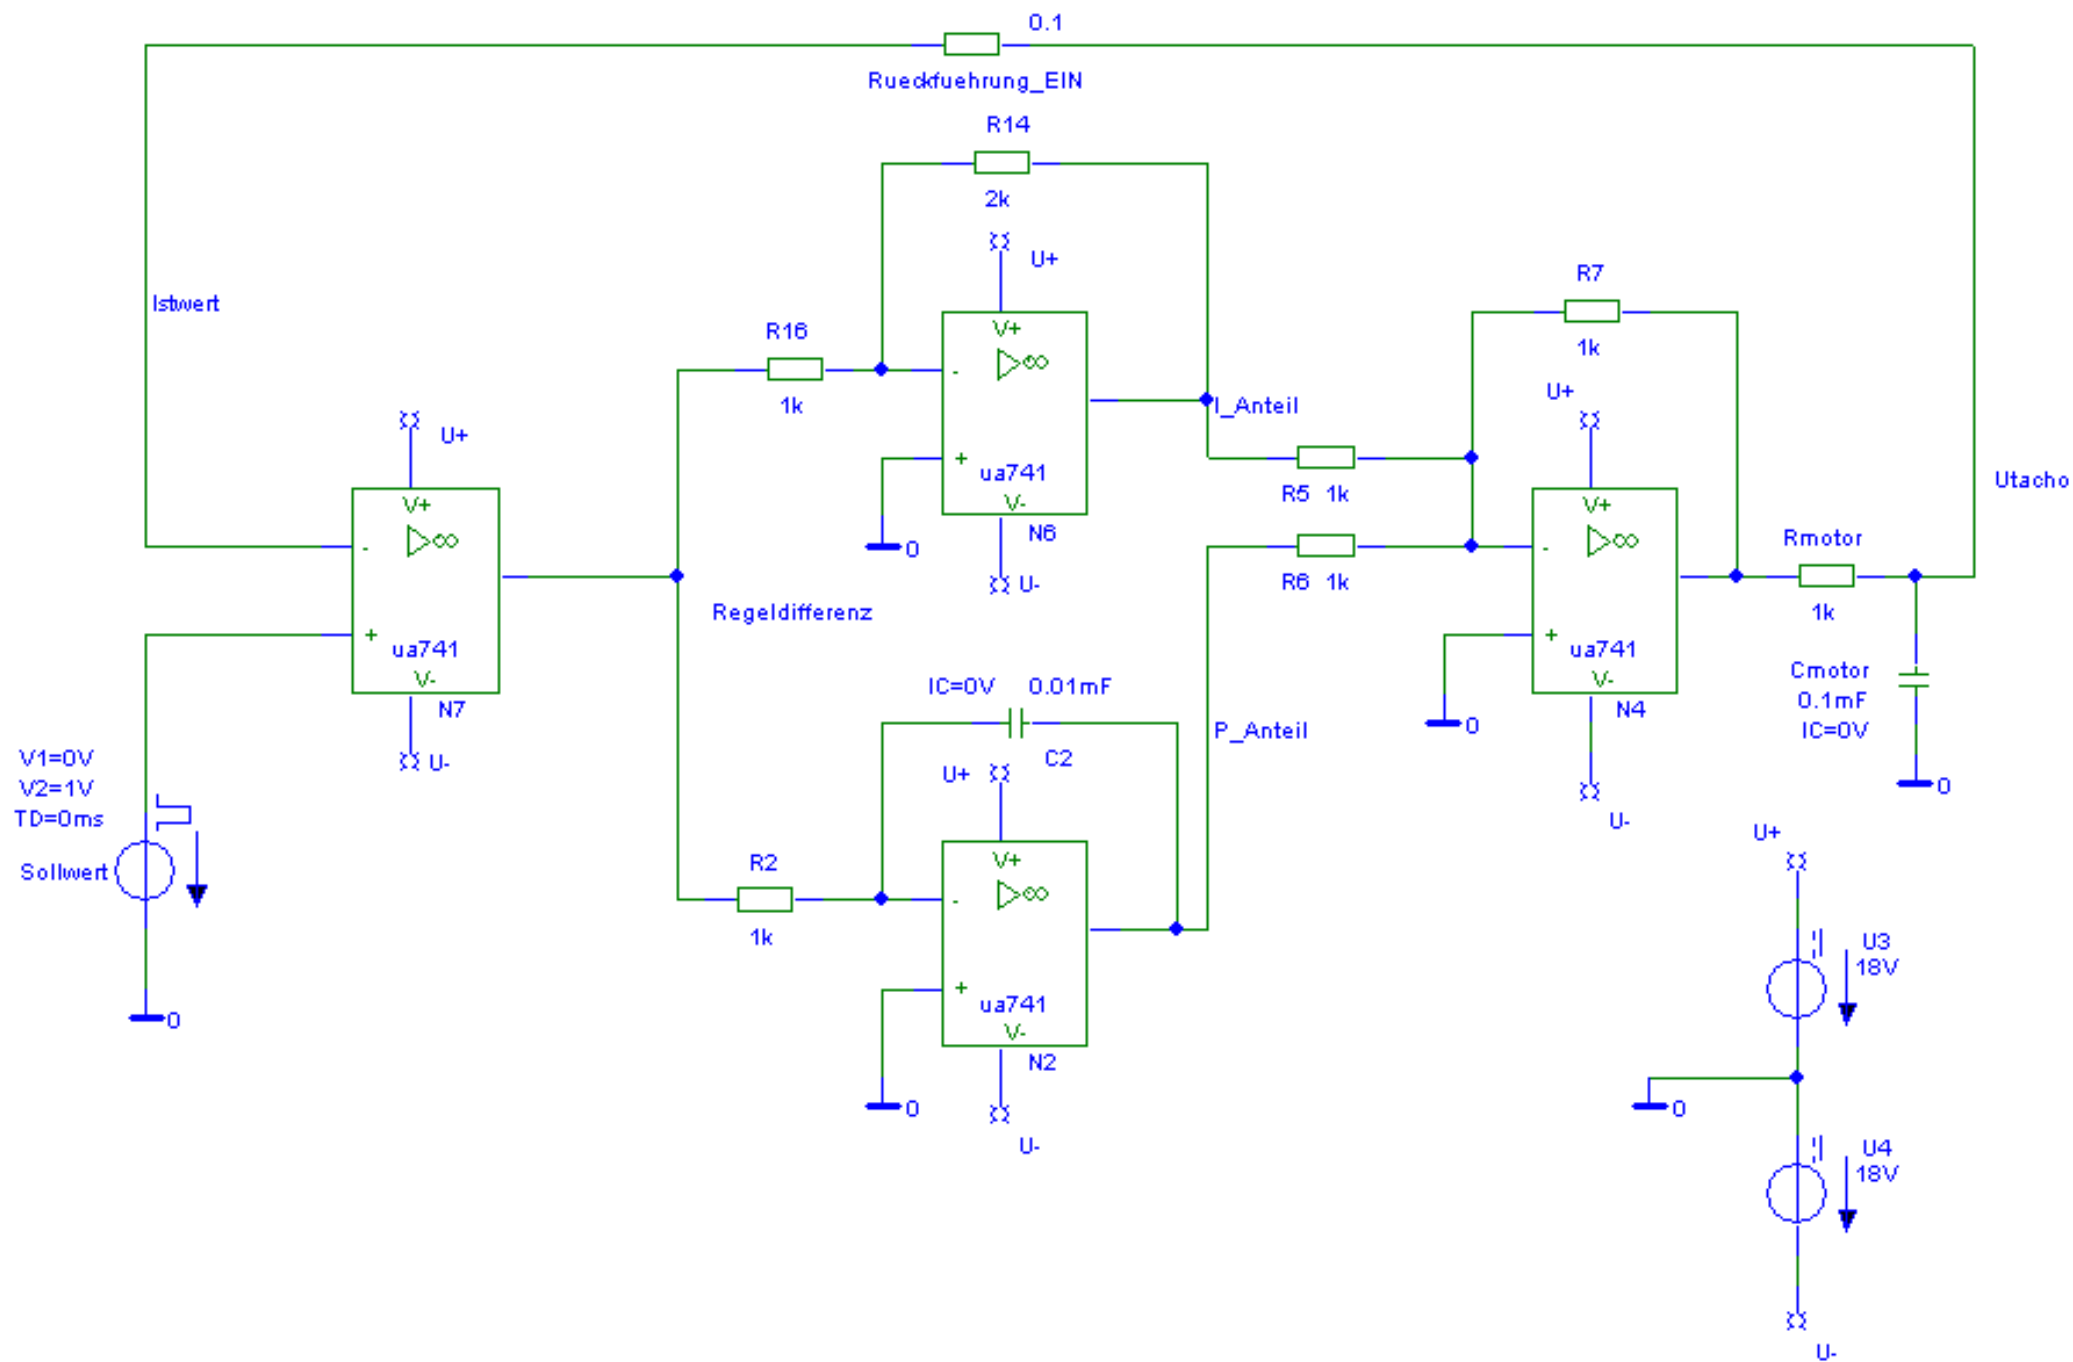 0.1
Rueckfuehrung_EIN
R14
2k
U+
Istwert
R16
1k
V+
∞
-
+
ua741
V-
N6
U-
0
I_Anteil
R5 1k
R6 1k
R7
1k
U+
V+
∞
-
+
ua741
V-
N4
U-
0
Rmotor
1k
Utacho
Cmotor
0.1mF
IC=0V
0
U+
V+
∞
-
+
ua741
V-
N7
U-
Regeldifferenz
V1=0V
V2=1V
TD=0ms
Sollwert
0
IC=0V 0.01mF
C2
P_Anteil
R2
1k
U+
V+
∞
-
+
ua741
V-
N2
U-
0
U+
U3
18V
0
U4
18V
U-